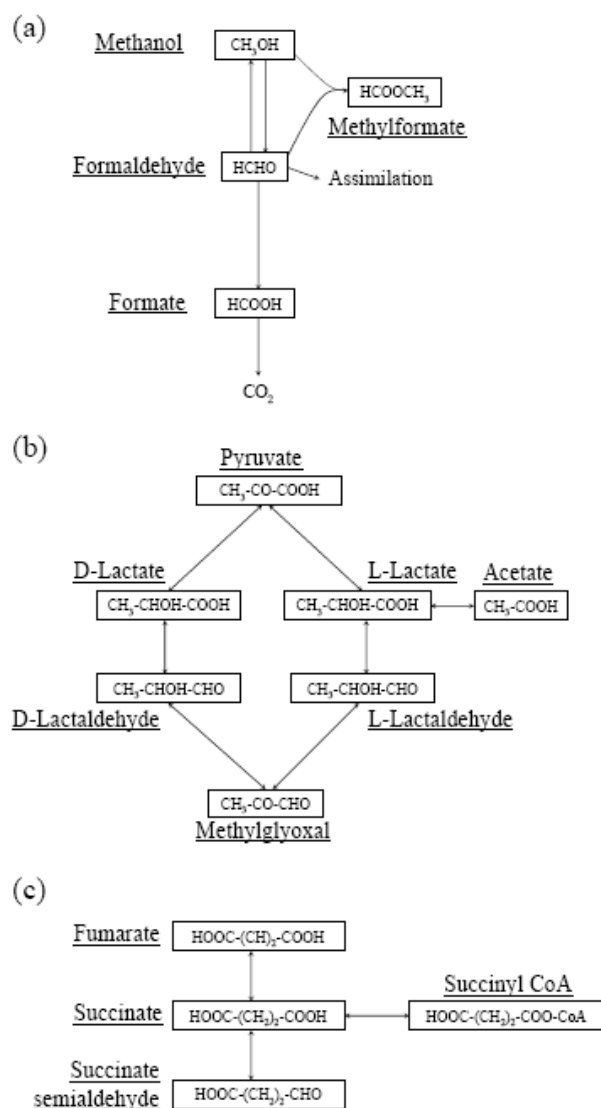 (a)
Methanol CH₃OH
HCOOCH₃
Methylformate
Formaldehyde HCHO
Assimilation
Formate HCOOH
CO₂
(b)
Pyruvate
CH₃-CO-COOH
D-Lactate L-Lactate Acetate
CH₃-CHOH-COOH CH₃-CHOH-COOH CH₃-COOH
CH₃-CHOH-CHO CH₃-CHOH-CHO
D-Lactaldehyde L-Lactaldehyde
CH₃-CO-CHO
Methylglyoxal
(c)
Fumarate HOOC-(CH)₂-COOH
Succinyl CoA
Succinate HOOC-(CH₂)₂-COOH HOOC-(CH₂)₂-COO-CoA
Succinate
semialdehyde HOOC-(CH₂)₂-CHO